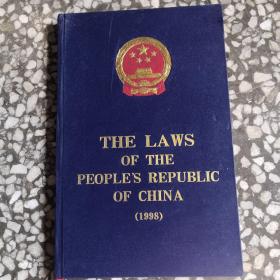 THE LAWS
OF THE
PEOPLE'S REPUBLIC
OF CHINA
(1998)